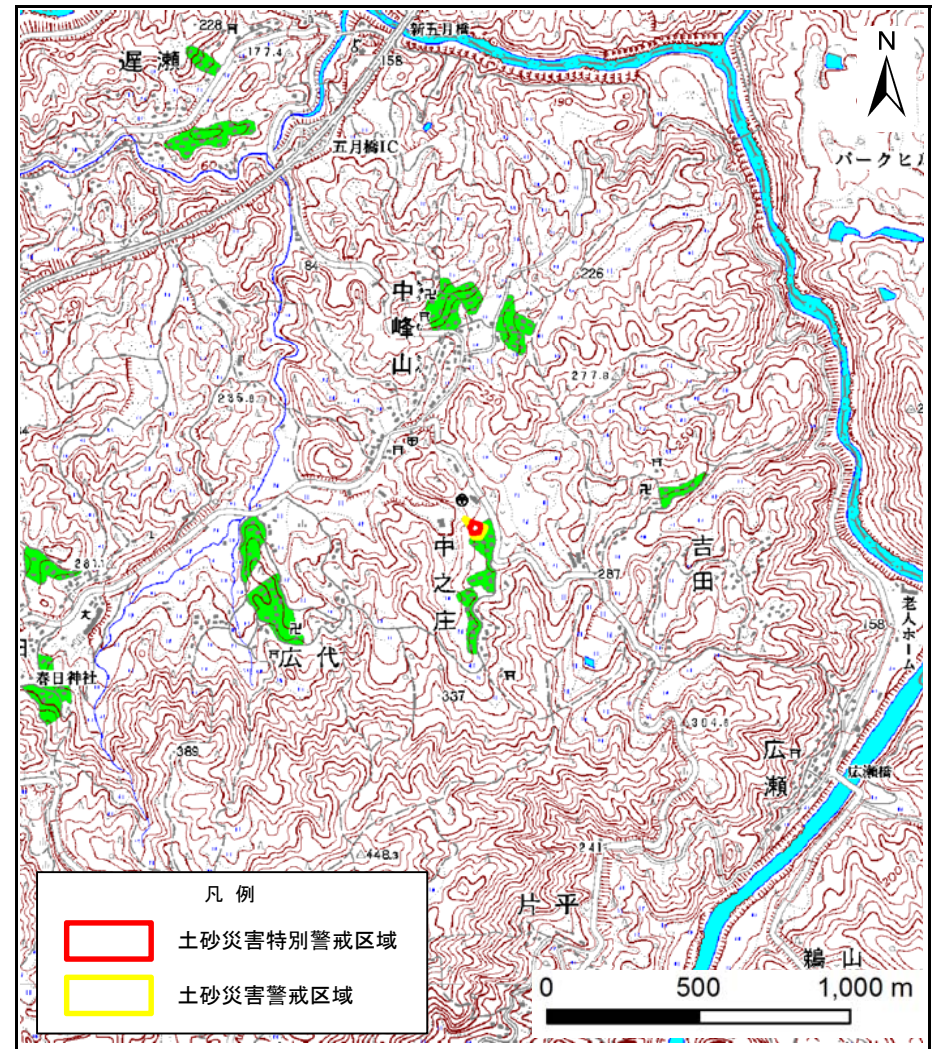 228
新五月橋
遅瀬
177.4
158
N
五月橋IC
190
60
パークヒル
84
226
中峰山
277.8
235.8
250
中之庄
吉田
281.1
287
老人ホーム
158
広代
春日神社
337
304.8
389
広瀬
広瀬橋
241
448.3
200
片平
鵜山
凡 例
土砂災害特別警戒区域
土砂災害警戒区域
0 500 1,000 m